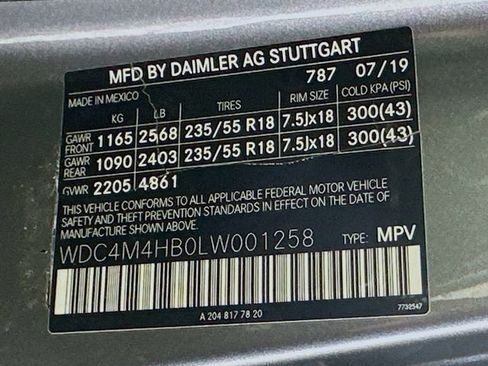 MFD BY DAIMLER AG STUTTGART
MADE IN MEXICO 787 07/19
KG LB TIRES RIM SIZE COLD KPA (PSI)
GAWR FRONT 1165 2568 235/55 R18 7.5Jx18 300(43)
GAWR REAR 1090 2403 235/55 R18 7.5Jx18 300(43)
GVWR 2205 4861
THIS VEHICLE CONFORMS TO ALL APPLICABLE FEDERAL MOTOR VEHICLE
SAFETY AND THEFT PREVENTION STANDARDS IN EFFECT ON THE DATE OF
MANUFACTURE SHOWN ABOVE.
WDC4M4HB0LW001258 TYPE: MPV
A 204 817 78 20 7732547